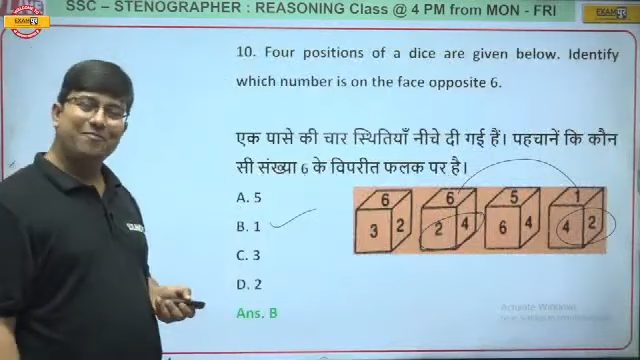 SSC – STENOGRAPHER : REASONING Class @ 4 PM from MON - FRI
10. Four positions of a dice are given below. Identify
which number is on the face opposite 6.
एक पासे की चार स्थितियाँ नीचे दी गई हैं। पहचानें कि कौन
सी संख्या 6 के विपरीत फलक पर है।
A. 5
B. 1
C. 3
D. 2
Ans. B
6 6 5 1
3 2 2 4 6 4 4 2
Activate Windows